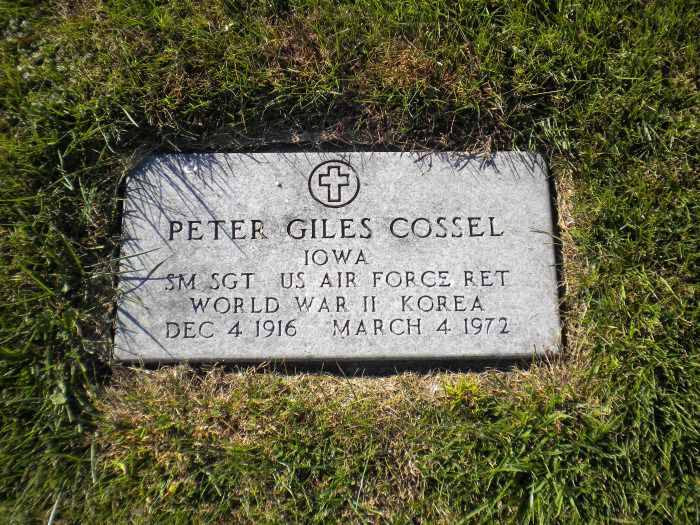 PETER GILES COSSEL
IOWA
SM SGT US AIR FORCE RET
WORLD WAR II KOREA
DEC 4 1916 MARCH 4 1972